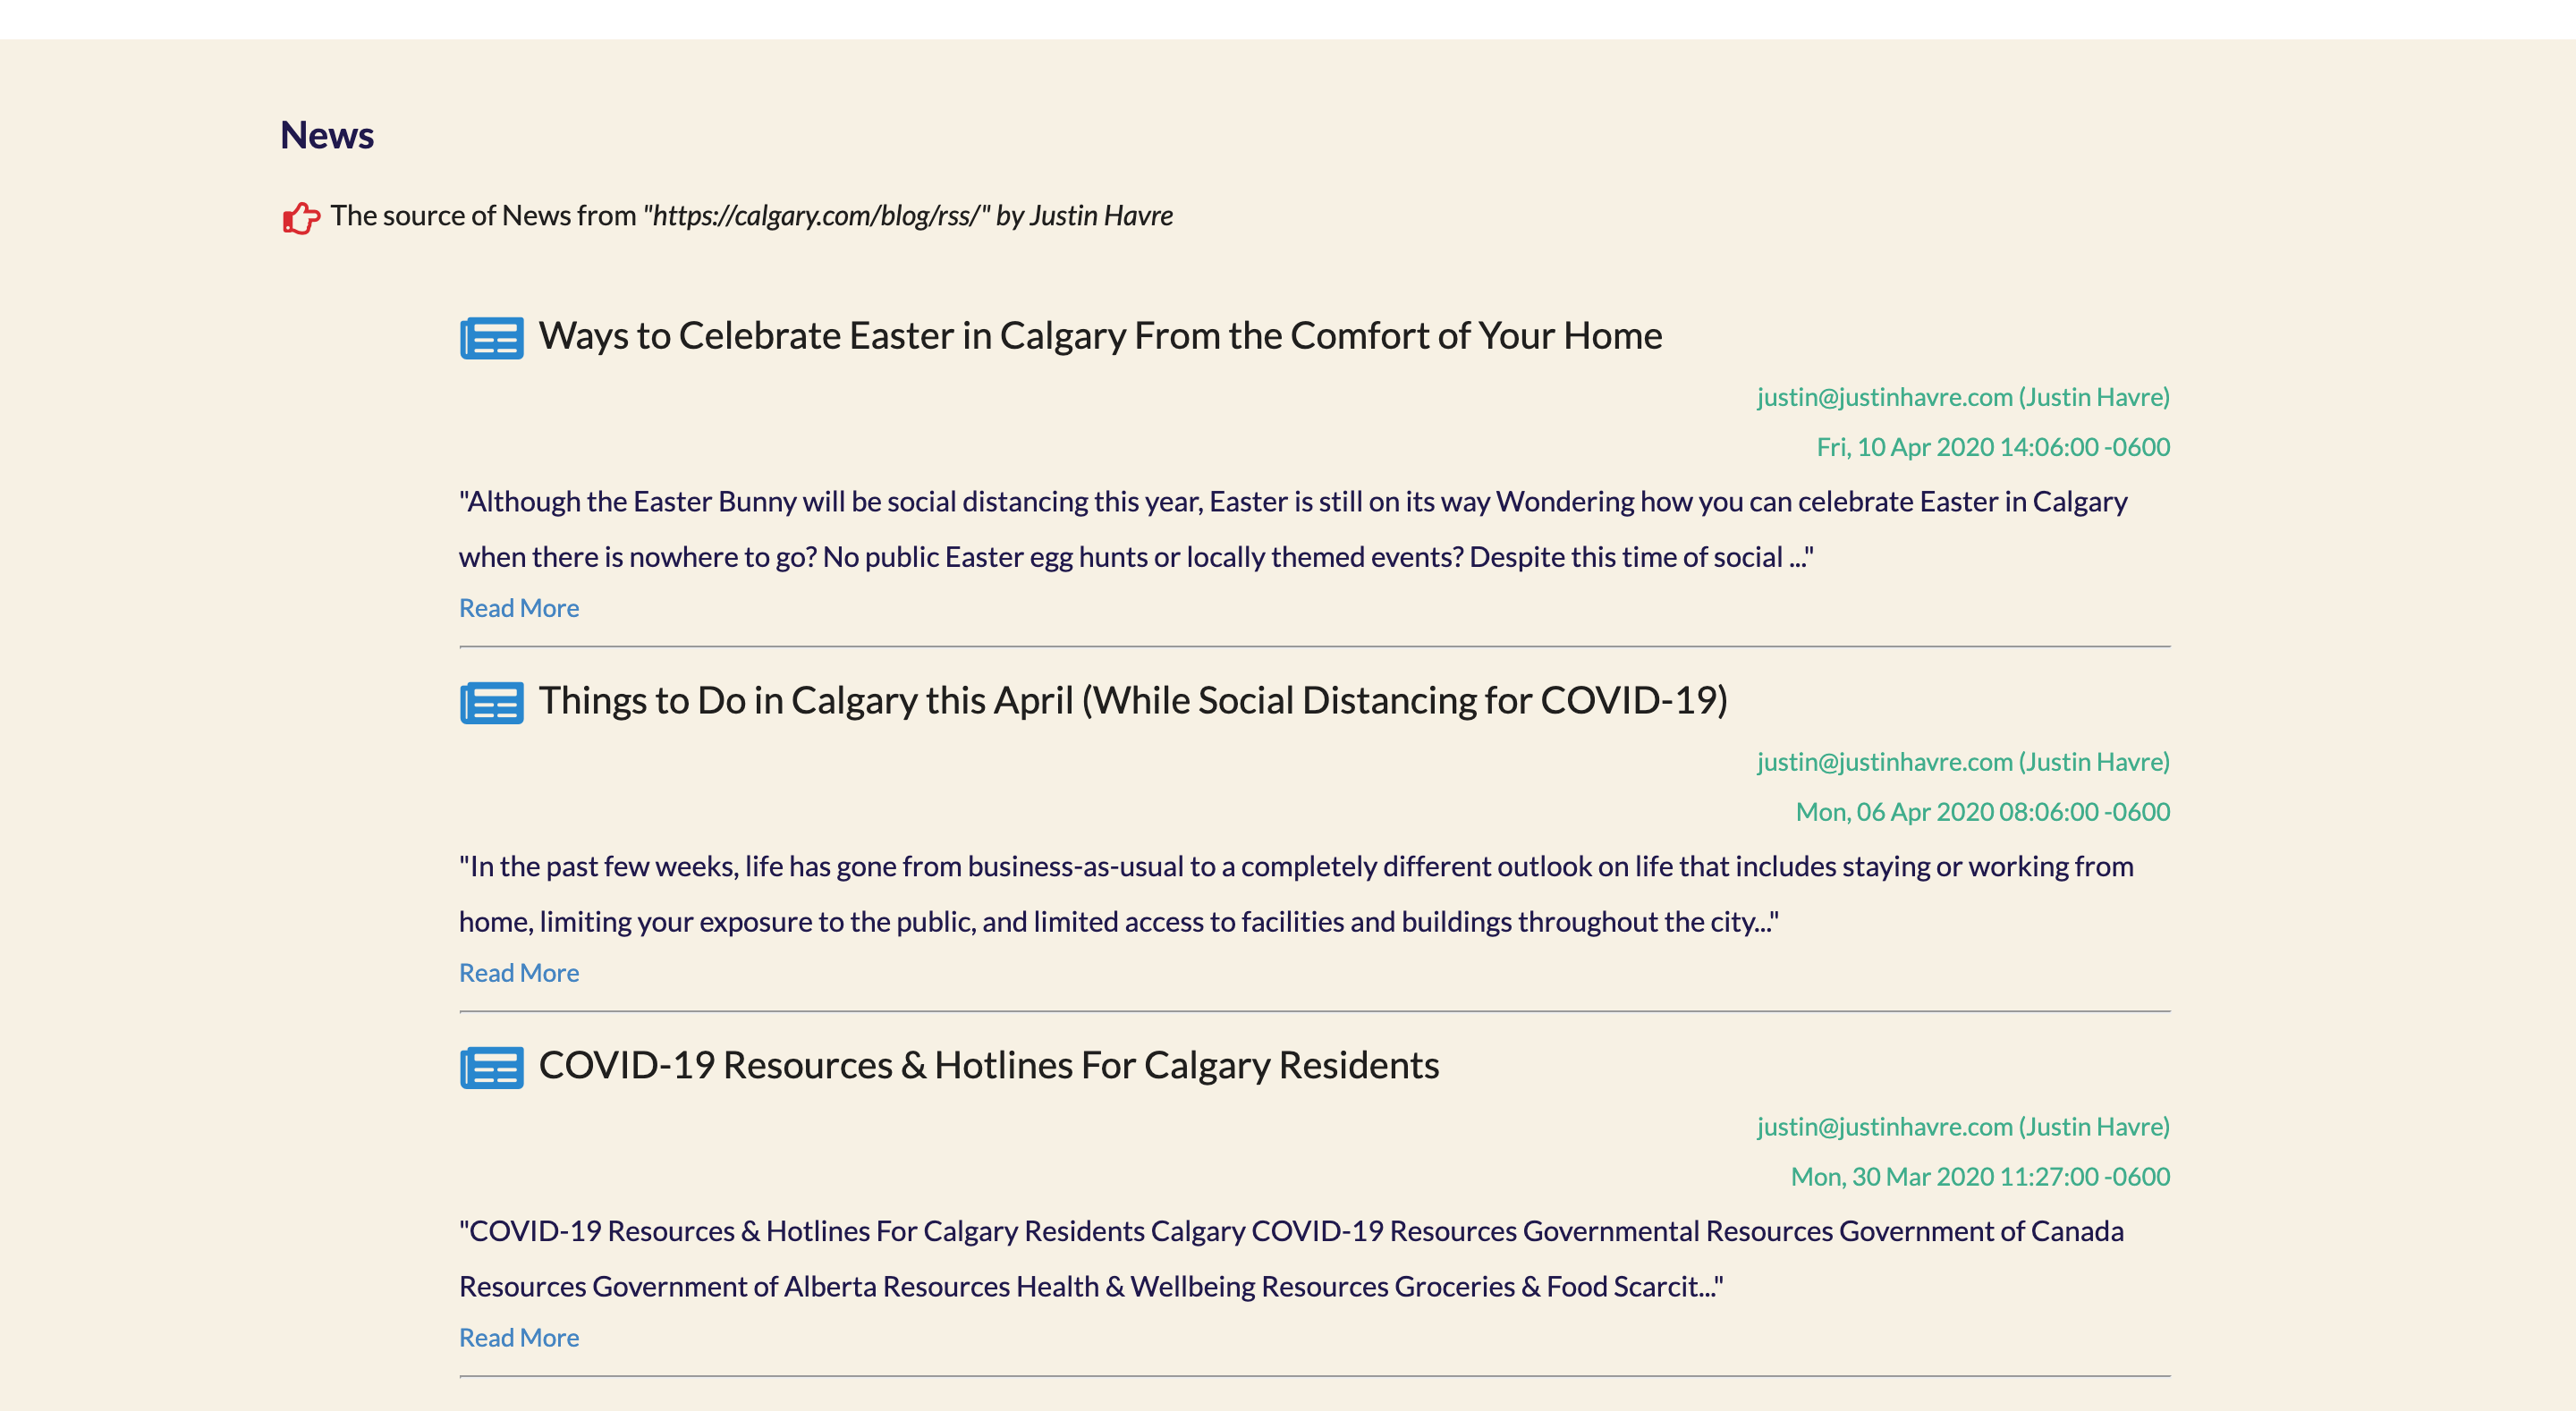 News
The source of News from "https://calgary.com/blog/rss/" by Justin Havre
Ways to Celebrate Easter in Calgary From the Comfort of Your Home
justin@justinhavre.com (Justin Havre)
Fri, 10 Apr 2020 14:06:00 -0600
"Although the Easter Bunny will be social distancing this year, Easter is still on its way Wondering how you can celebrate Easter in Calgary
when there is nowhere to go? No public Easter egg hunts or locally themed events? Despite this time of social ..."
Read More
Things to Do in Calgary this April (While Social Distancing for COVID-19)
justin@justinhavre.com (Justin Havre)
Mon, 06 Apr 2020 08:06:00 -0600
"In the past few weeks, life has gone from business-as-usual to a completely different outlook on life that includes staying or working from
home, limiting your exposure to the public, and limited access to facilities and buildings throughout the city..."
Read More
COVID-19 Resources & Hotlines For Calgary Residents
justin@justinhavre.com (Justin Havre)
Mon, 30 Mar 2020 11:27:00 -0600
"COVID-19 Resources & Hotlines For Calgary Residents Calgary COVID-19 Resources Governmental Resources Government of Canada
Resources Government of Alberta Resources Health & Wellbeing Resources Groceries & Food Scarcit..."
Read More